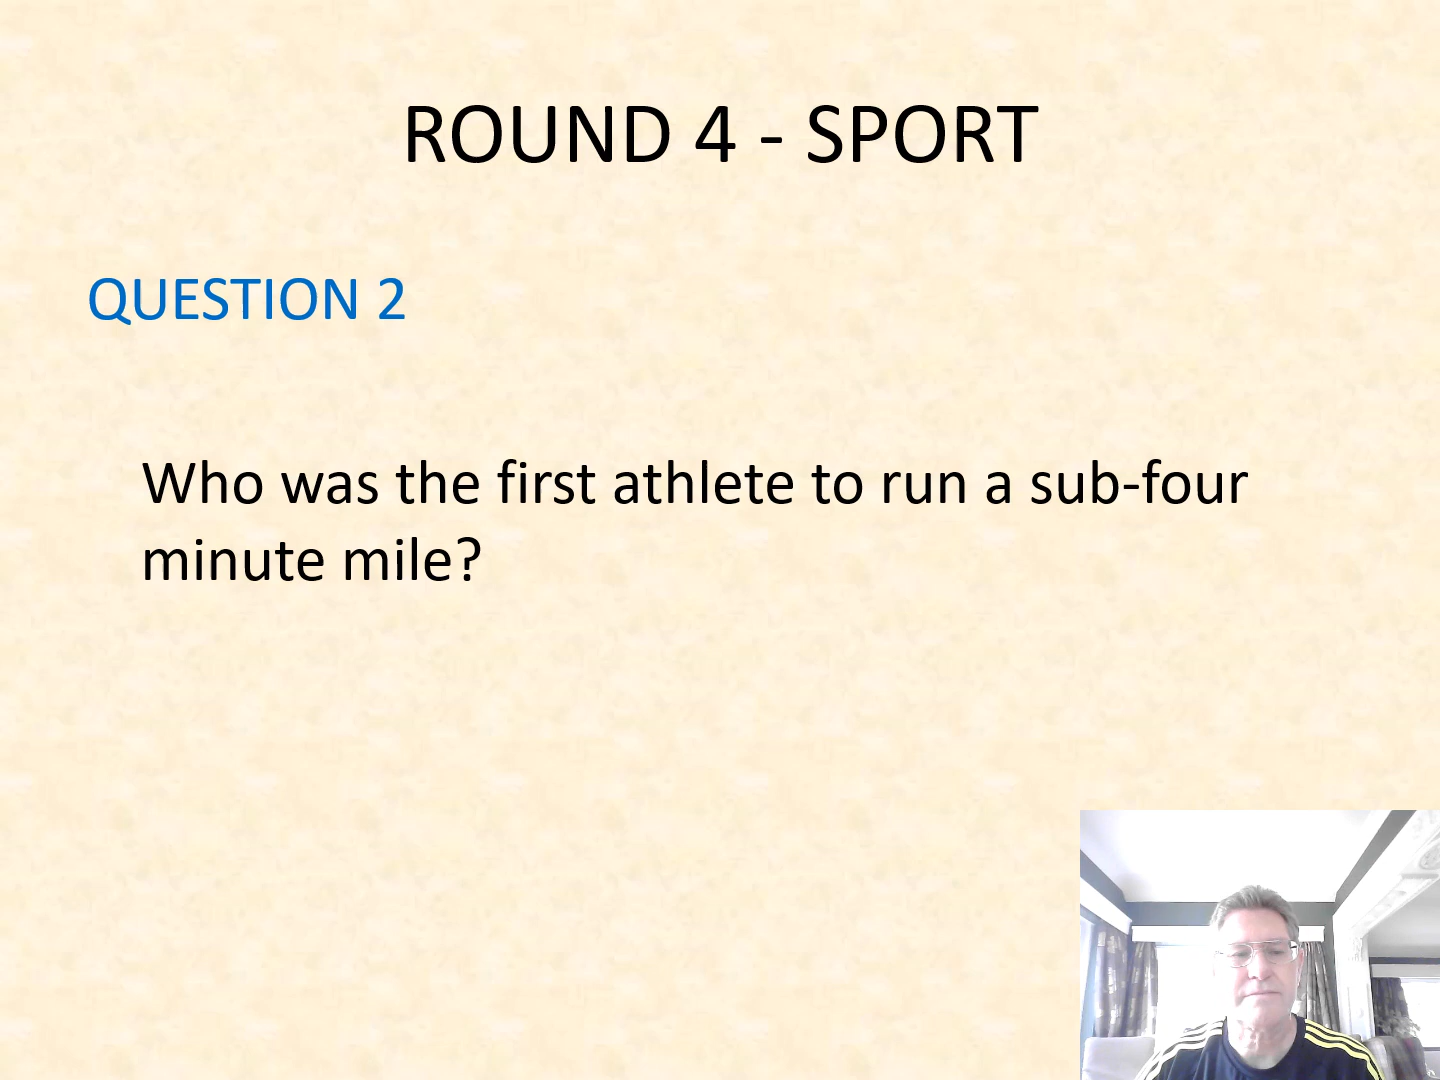 ROUND 4 - SPORT
QUESTION 2
Who was the first athlete to run a sub-four
minute mile?